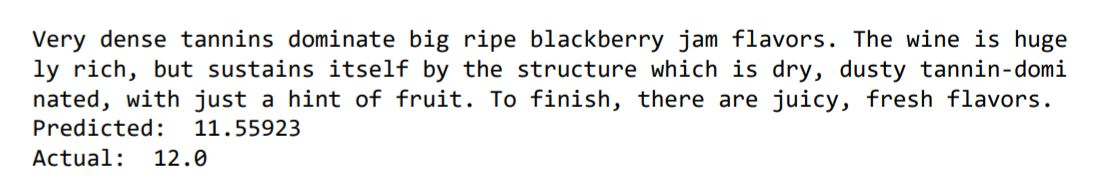 Very dense tannins dominate big ripe blackberry jam flavors. The wine is huge
ly rich, but sustains itself by the structure which is dry, dusty tannin-domi
nated, with just a hint of fruit. To finish, there are juicy, fresh flavors.
Predicted:  11.55923
Actual:  12.0